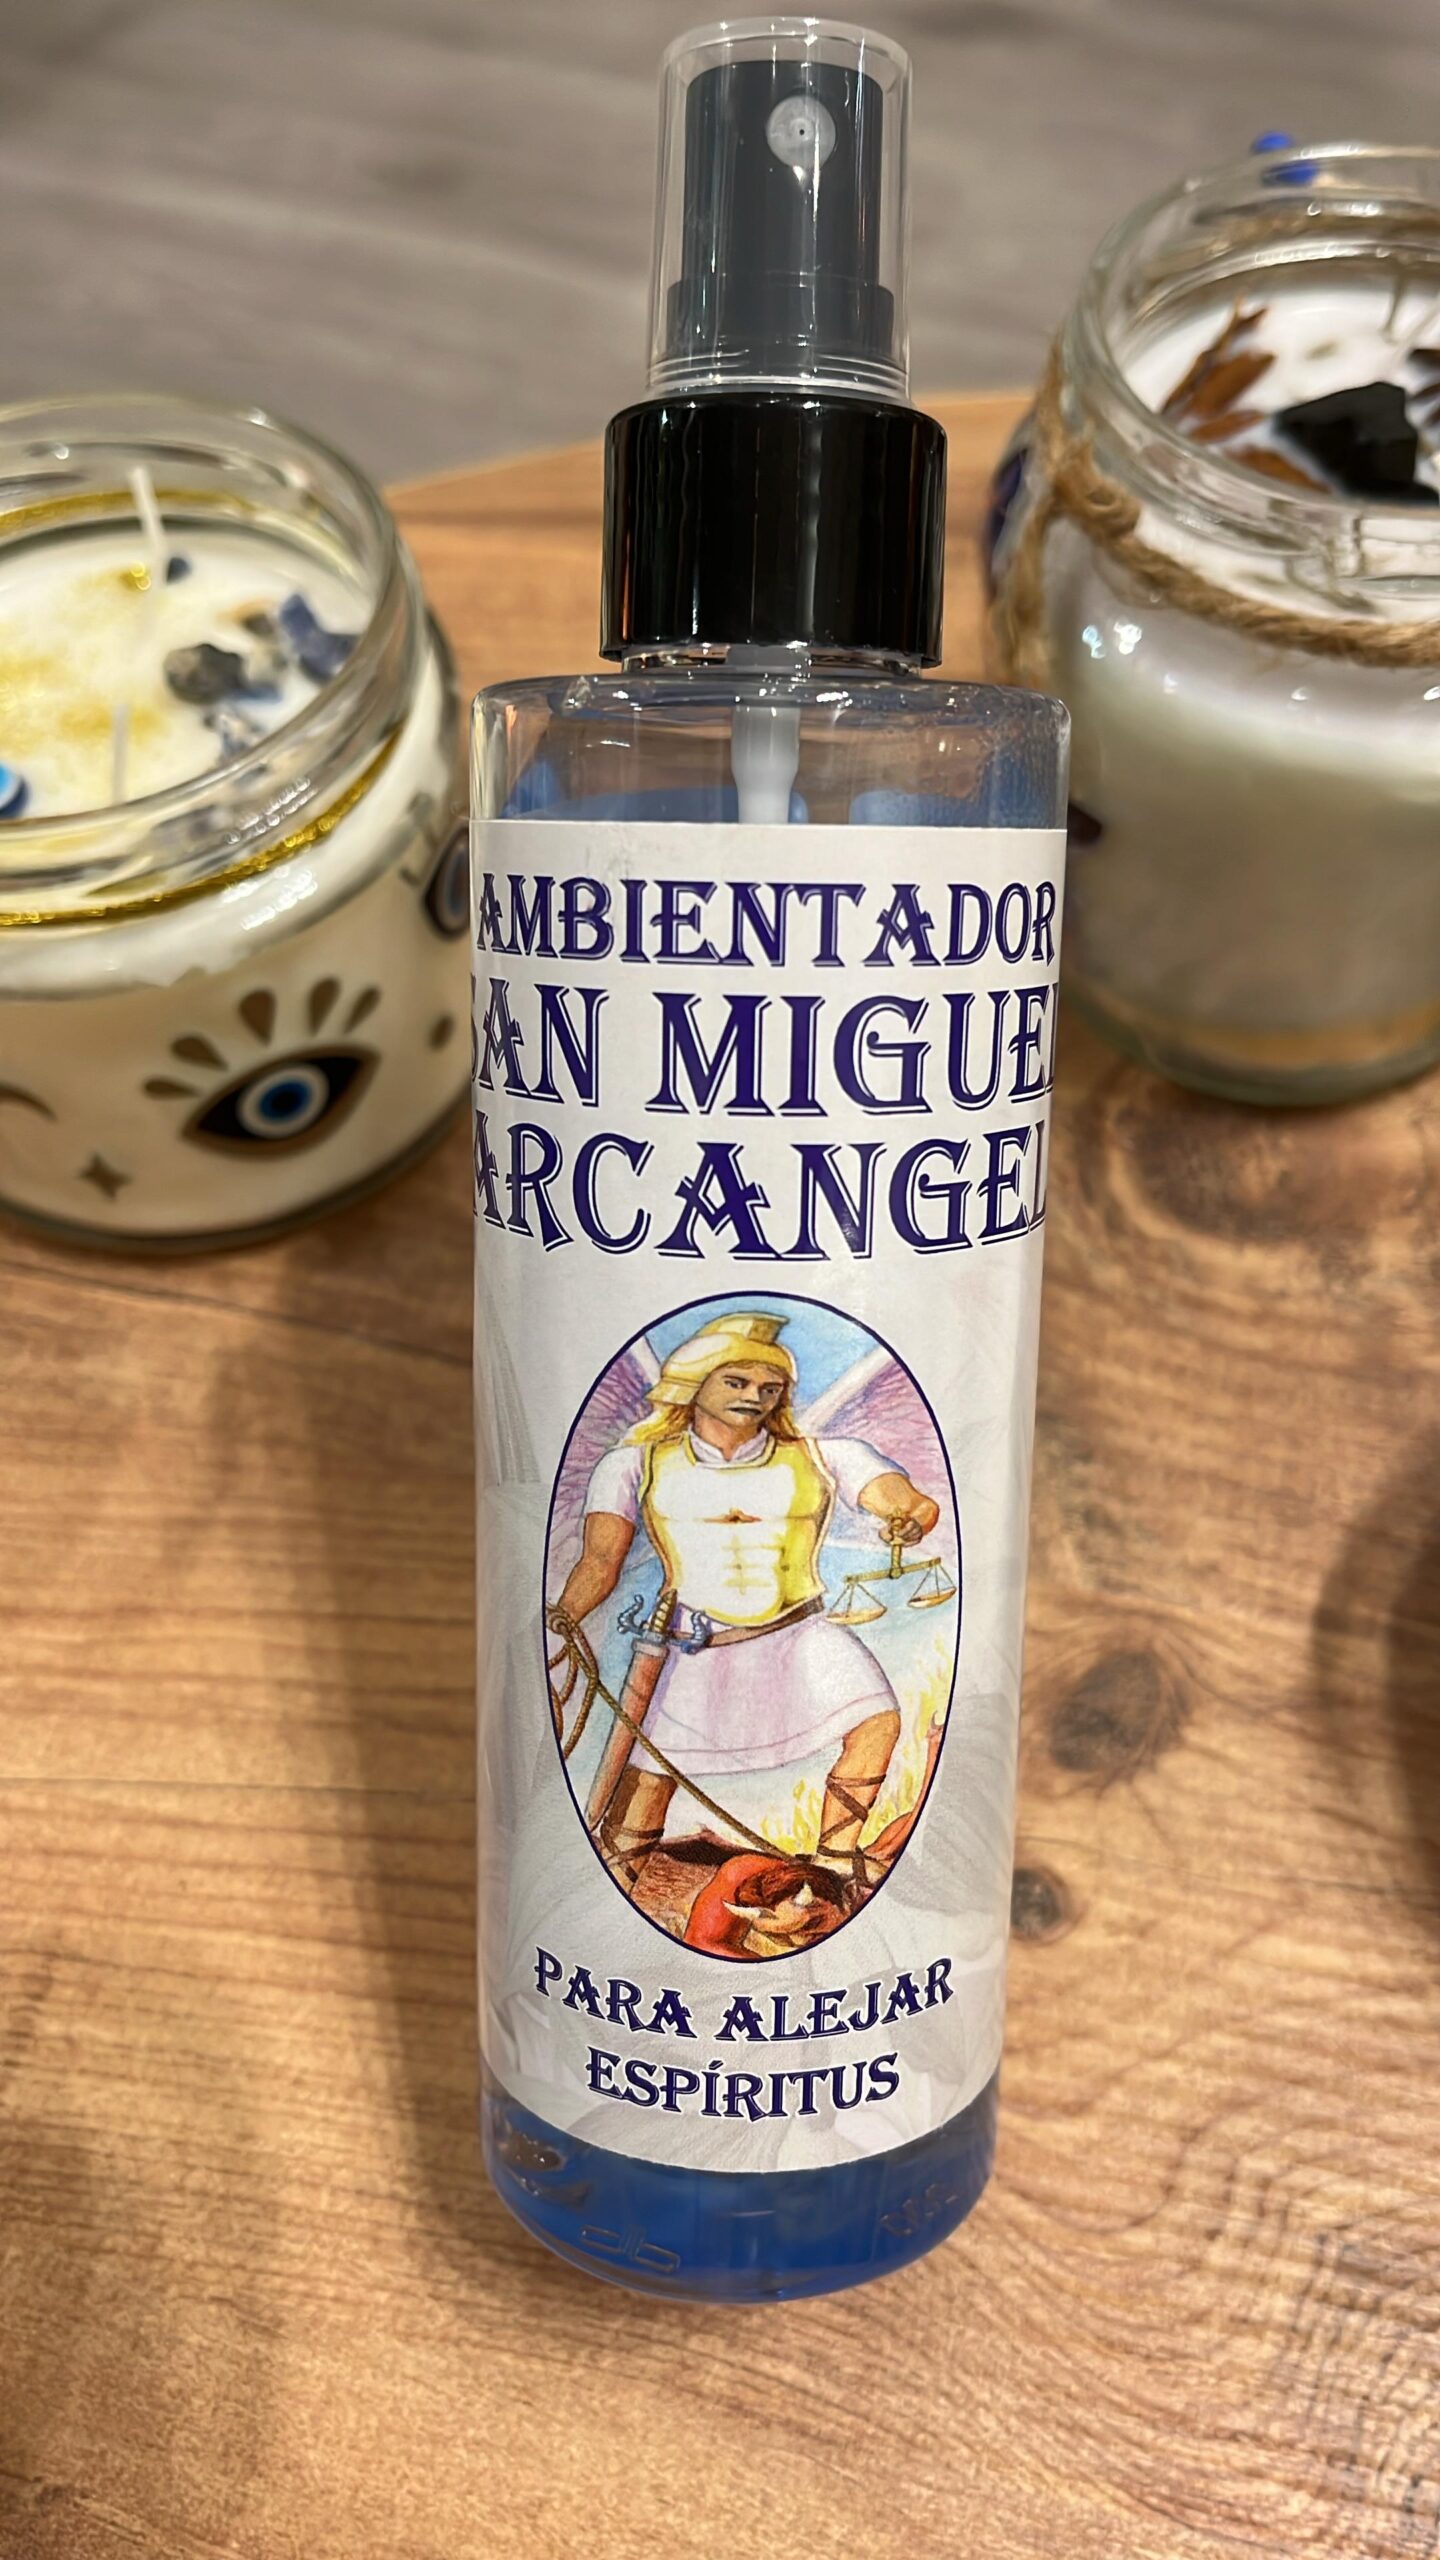 AMBIENTADOR
SAN MIGUEL
ARCANGEL
PARA ALEJAR
ESPÍRITUS